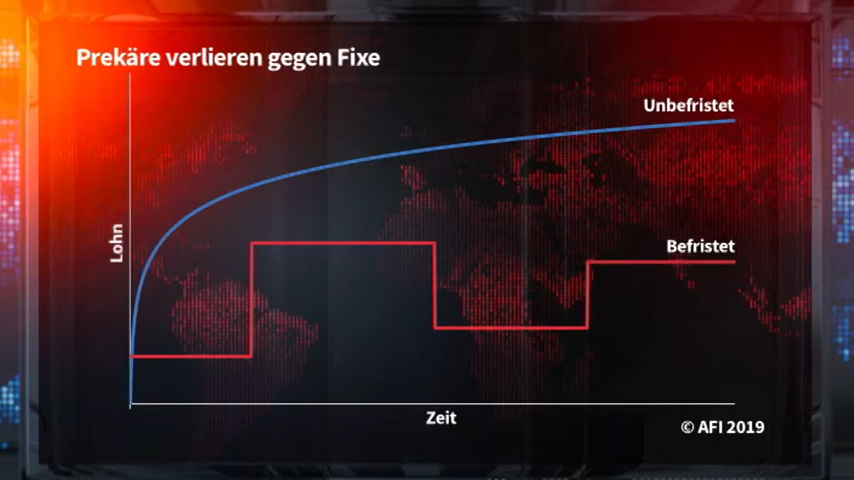 Prekäre verlieren gegen Fixe
Unbefristet
Lohn
Befristet
Zeit
© AFI 2019